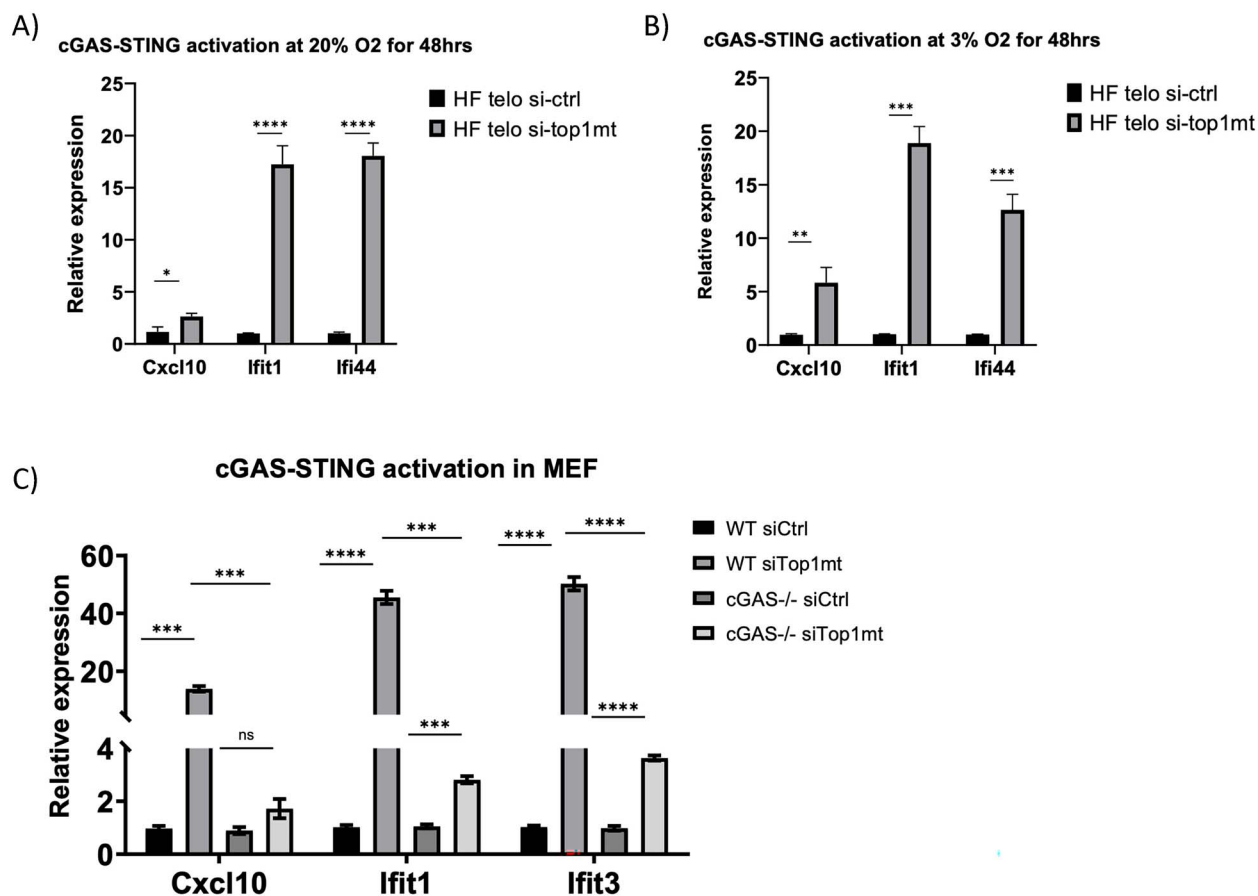 A)
cGAS-STING activation at 20% O2 for 48hrs
Relative expression
25
20
15
10
5
0
*
****
****
Cxcl10 Ifit1 Ifi44
HF telo si-ctrl
HF telo si-top1mt
B)
cGAS-STING activation at 3% O2 for 48hrs
Relative expression
25
20
15
10
5
0
**
***
***
Cxcl10 Ifit1 Ifi44
HF telo si-ctrl
HF telo si-top1mt
C)
cGAS-STING activation in MEF
Relative expression
60
40
20
4
2
0
***
***
ns
****
***
***
****
****
****
Cxcl10 Ifit1 Ifit3
WT siCtrl
WT siTop1mt
cGAS-/- siCtrl
cGAS-/- siTop1mt